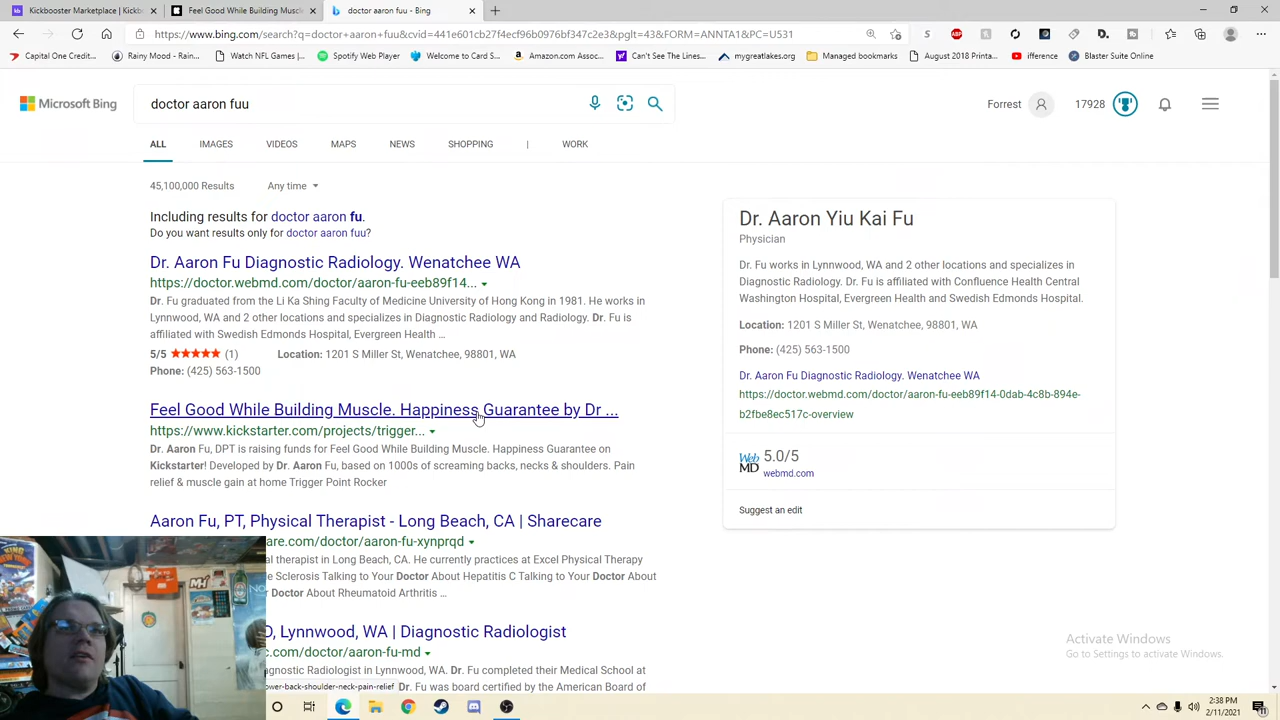 Kickbooster Marketplace | Kickbo
Feel Good While Building Muscle
doctor aaron fuu - Bing
https://www.bing.com/search?q=doctor+aaron+fuu&cvid=441e601cb27f4ecf96b0976bf347c2e3&pglt=43&FORM=ANNTA1&PC=U531
Capital One Credit...
Rainy Mood - Rain...
Watch NFL Games |...
Spotify Web Player
Welcome to Card S...
Amazon.com Assoc...
Can't See The Lines...
mygreatlakes.org
Managed bookmarks
August 2018 Printa...
ifference
Blaster Suite Online
Microsoft Bing
doctor aaron fuu
Forrest
17928
ALL IMAGES VIDEOS MAPS NEWS SHOPPING | WORK
45,100,000 Results Any time
Including results for doctor aaron fu.
Do you want results only for doctor aaron fuu?
Dr. Aaron Fu Diagnostic Radiology. Wenatchee WA
https://doctor.webmd.com/doctor/aaron-fu-eeb89f14...
Dr. Fu graduated from the Li Ka Shing Faculty of Medicine University of Hong Kong in 1981. He works in
Lynnwood, WA and 2 other locations and specializes in Diagnostic Radiology and Radiology. Dr. Fu is
affiliated with Swedish Edmonds Hospital, Evergreen Health ...
5/5 ★★★★★ (1) Location: 1201 S Miller St, Wenatchee, 98801, WA
Phone: (425) 563-1500
Feel Good While Building Muscle. Happiness Guarantee by Dr ...
https://www.kickstarter.com/projects/trigger...
Dr. Aaron Fu, DPT is raising funds for Feel Good While Building Muscle. Happiness Guarantee on
Kickstarter! Developed by Dr. Aaron Fu, based on 1000s of screaming backs, necks & shoulders. Pain
relief & muscle gain at home Trigger Point Rocker
Aaron Fu, PT, Physical Therapist - Long Beach, CA | Sharecare
are.com/doctor/aaron-fu-xynprqd
al therapist in Long Beach, CA. He currently practices at Excel Physical Therapy
e Sclerosis Talking to Your Doctor About Hepatitis C Talking to Your Doctor About
Doctor About Rheumatoid Arthritis ...
D, Lynnwood, WA | Diagnostic Radiologist
c.com/doctor/aaron-fu-md
agnostic Radiologist in Lynnwood, WA. Dr. Fu completed their Medical School at
ower-back-shoulder-neck-pain-relief Dr. Fu was board certified by the American Board of
Dr. Aaron Yiu Kai Fu
Physician
Dr. Fu works in Lynnwood, WA and 2 other locations and specializes in
Diagnostic Radiology. Dr. Fu is affiliated with Confluence Health Central
Washington Hospital, Evergreen Health and Swedish Edmonds Hospital.
Location: 1201 S Miller St, Wenatchee, 98801, WA
Phone: (425) 563-1500
Dr. Aaron Fu Diagnostic Radiology. Wenatchee WA
https://doctor.webmd.com/doctor/aaron-fu-eeb89f14-0dab-4c8b-894e-
b2fbe8ec517c-overview
Web
MD
5.0/5
webmd.com
Suggest an edit
Activate Windows
Go to Settings to activate Windows.
2:38 PM
2/11/2021